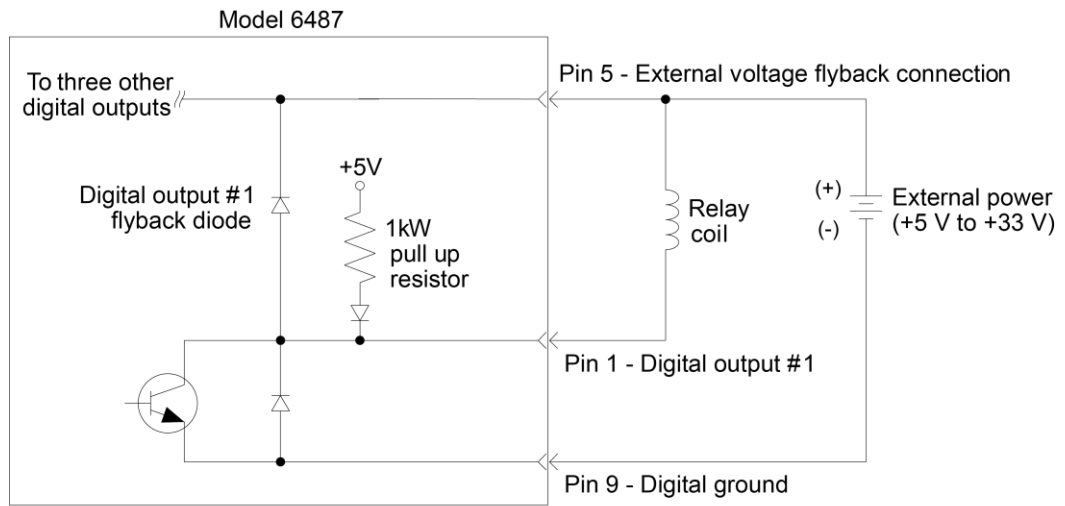 Model 6487
To three other
digital outputs
Pin 5 - External voltage flyback connection
+5V
Digital output #1
flyback diode
1kW
pull up
resistor
Relay
coil
(+)
(-)
External power
(+5 V to +33 V)
Pin 1 - Digital output #1
Pin 9 - Digital ground